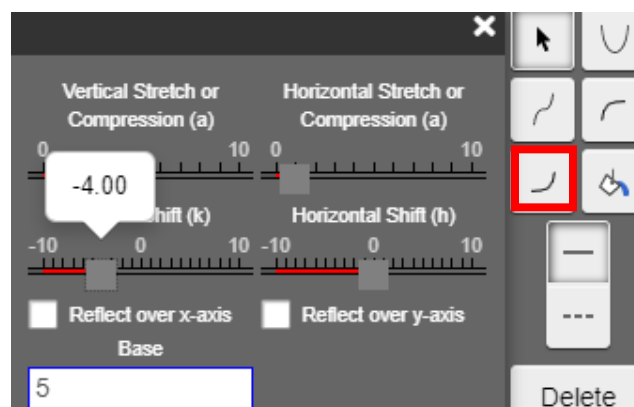 Vertical Stretch or
Compression (a)
Horizontal Stretch or
Compression (a)
0 10
0 10
-4.00
hift (k)
Horizontal Shift (h)
-10 0 10
-10 0 10
Reflect over x-axis
Reflect over y-axis
Base
5
Delete